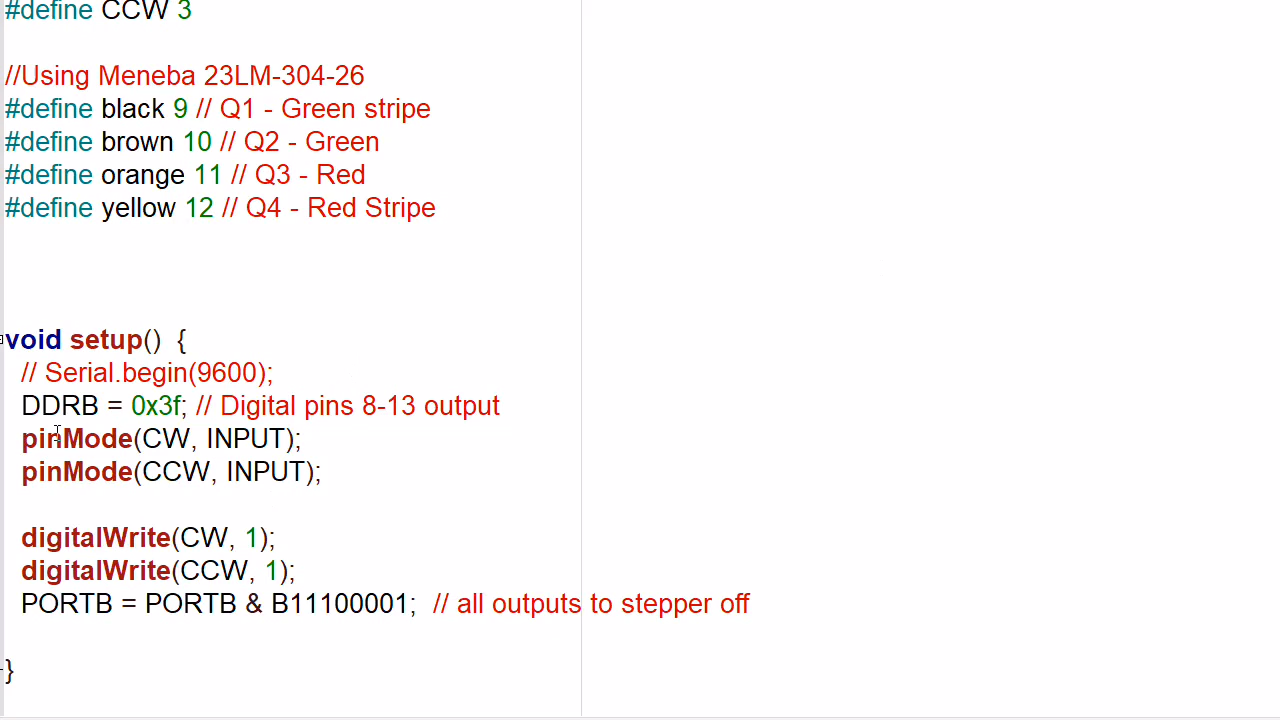 #define CCW 3
//Using Meneba 23LM-304-26
#define black 9 // Q1 - Green stripe
#define brown 10 // Q2 - Green
#define orange 11 // Q3 - Red
#define yellow 12 // Q4 - Red Stripe
void setup()  {
// Serial.begin(9600);
DDRB = 0x3f; // Digital pins 8-13 output
pinMode(CW, INPUT);
pinMode(CCW, INPUT);
digitalWrite(CW, 1);
digitalWrite(CCW, 1);
PORTB = PORTB & B11100001;  // all outputs to stepper off
}